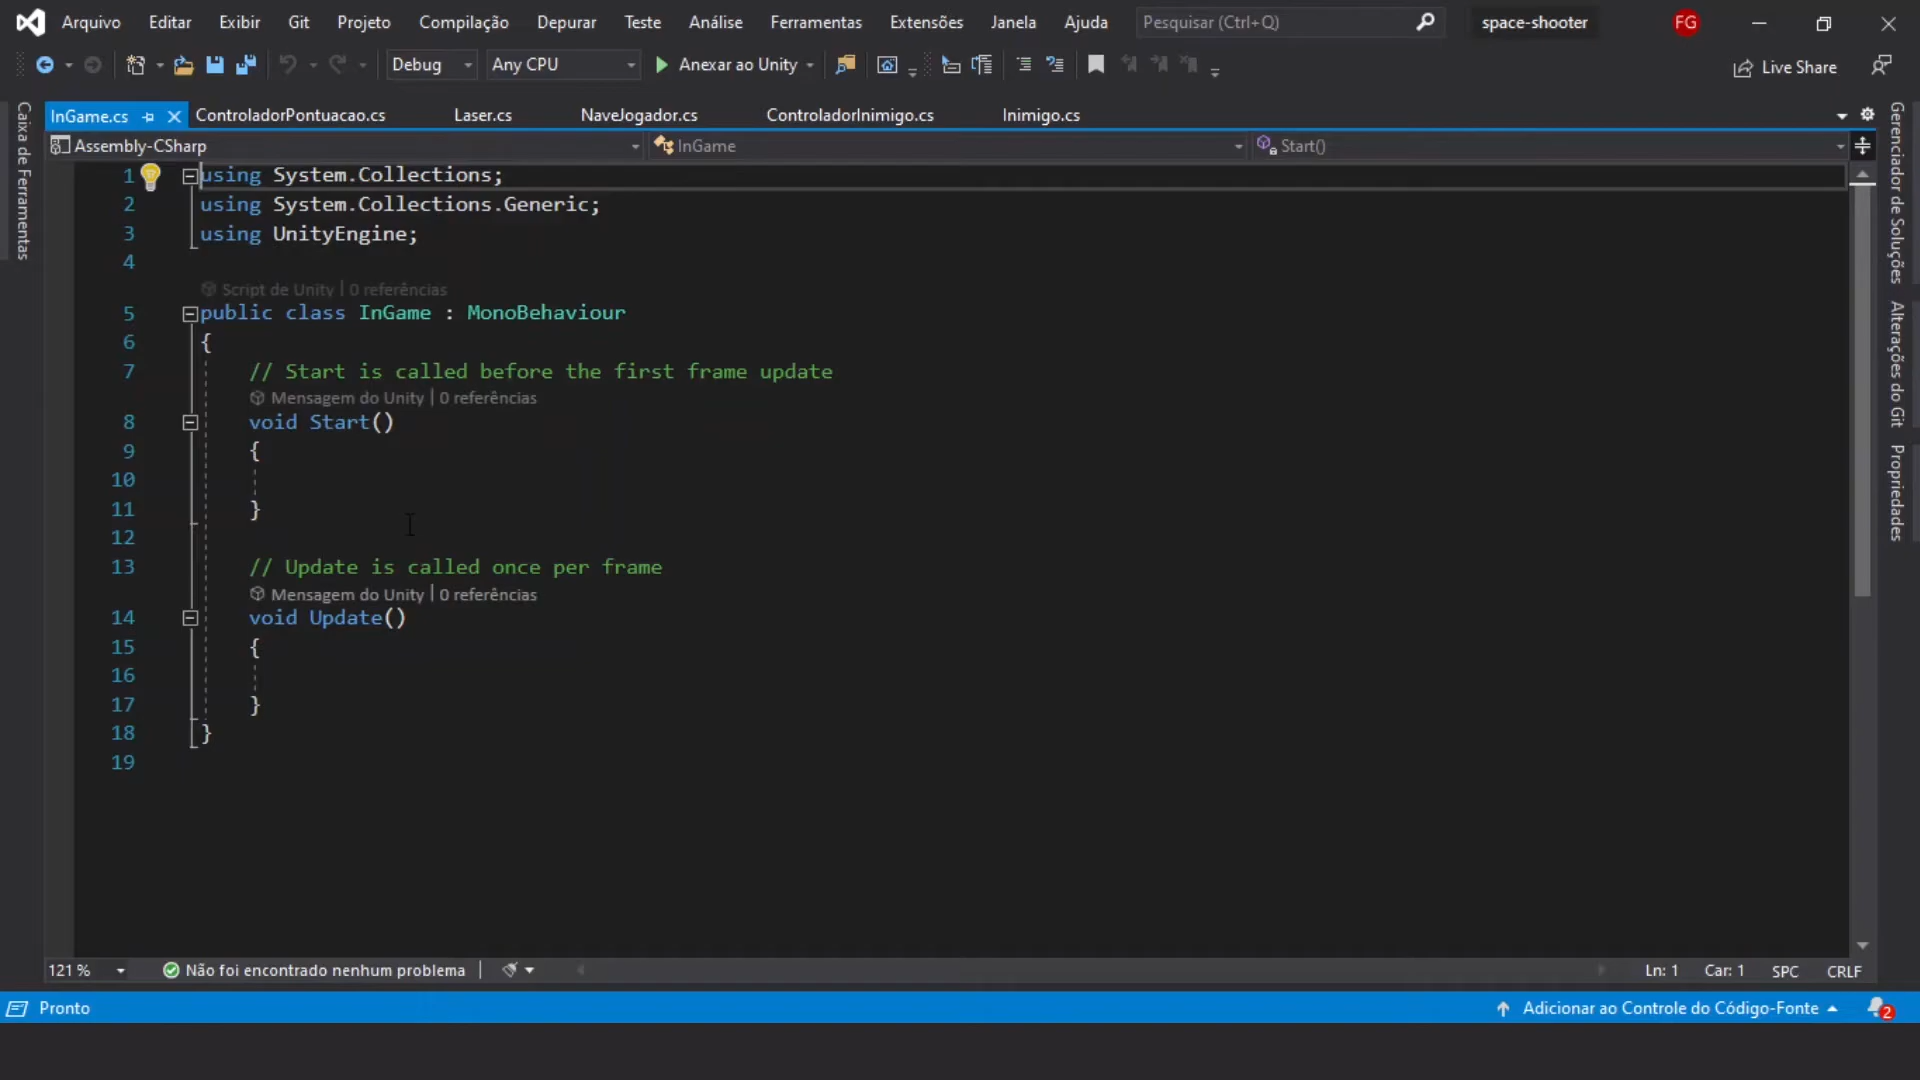 Arquivo Editar Exibir Git Projeto Compilação Depurar Teste Análise Ferramentas Extensões Janela Ajuda Pesquisar (Ctrl+Q) space-shooter FG
Debug Any CPU Anexar ao Unity Live Share
InGame.cs ControladorPontuacao.cs Laser.cs NaveJogador.cs ControladorInimigo.cs Inimigo.cs
Assembly-CSharp InGame Start()
Caixa de Ferramentas
1 using System.Collections;
2 using System.Collections.Generic;
3 using UnityEngine;
4
Script de Unity | 0 referências
5 public class InGame : MonoBehaviour
6 {
7 // Start is called before the first frame update
Mensagem do Unity | 0 referências
8 void Start()
9 {
10
11 }
12
13 // Update is called once per frame
Mensagem do Unity | 0 referências
14 void Update()
15 {
16
17 }
18 }
19
Gerenciador de Soluções
Alterações do Git
Propriedades
121 % Não foi encontrado nenhum problema Ln: 1 Car: 1 SPC CRLF
Pronto Adicionar ao Controle do Código-Fonte 2